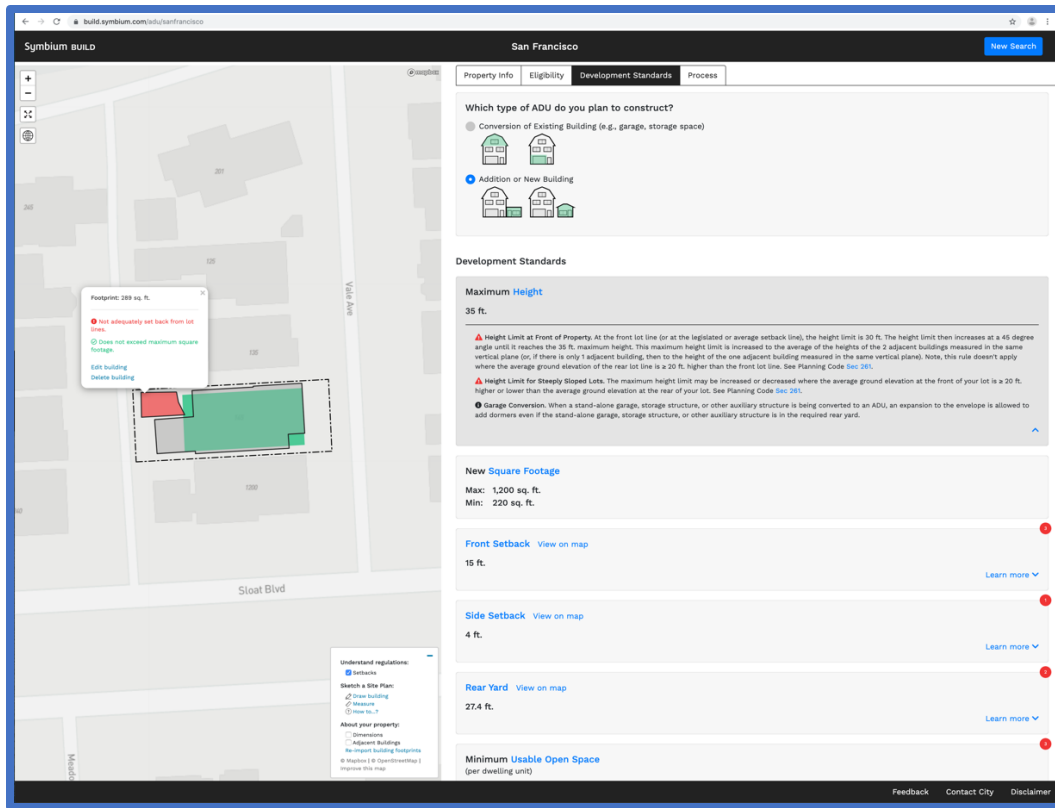 build.symbium.com/adu/sanfrancisco
Symbium BUILD
San Francisco
New Search
mapbox
Property Info
Eligibility
Development Standards
Process
Which type of ADU do you plan to construct?
Conversion of Existing Building (e.g., garage, storage space)
Addition or New Building
Development Standards
Maximum Height
35 ft.
Height Limit at Front of Property. At the front lot line (or at the legislated or average setback line), the height limit is 30 ft. The height limit then increases at a 45 degree
angle until it reaches the 35 ft. maximum height limit. This maximum height limit is increased to the average of the heights of the 2 adjacent buildings measured in the same
vertical plane (or, if there is only 1 adjacent building, then to the height of the one adjacent building measured in the same vertical plane). Note, this rule doesn't apply
where the average ground elevation of the rear lot line is ≥ 20 ft. higher than the front lot line. See Planning Code Sec 261.
Height Limit for Steeply Sloped Lots. The maximum height limit may be increased or decreased where the average ground elevation at the front of your lot is ≥ 20 ft.
higher or lower than the average ground elevation at the rear of your lot. See Planning Code Sec 261.
Garage Conversion. When a stand-alone garage, storage structure, or other auxiliary structure is being converted to an ADU, an expansion to the envelope is allowed to
add dormers even if the stand-alone garage, storage structure, or other auxiliary structure is in the required rear yard.
New Square Footage
Max: 1,200 sq. ft.
Min: 220 sq. ft.
Front Setback View on map
15 ft.
Learn more
Side Setback View on map
4 ft.
1
Learn more
Rear Yard View on map
27.4 ft.
2
Learn more
Minimum Usable Open Space
(per dwelling unit)
3
201
120
Footprint: 289 sq. ft.
Not adequately set back from lot
lines.
Does not exceed maximum square
footage.
Edit building
Delete building
Vale Ave
1200
Sloat Blvd
Understand regulations:
Setbacks
Sketch a Site Plan:
Draw building
Measure
How to...?
About your property:
Dimensions
Adjacent Buildings
Re-import building footprints
© Mapbox | © OpenStreetMap |
Improve this map
Feedback
Contact City
Disclaimer